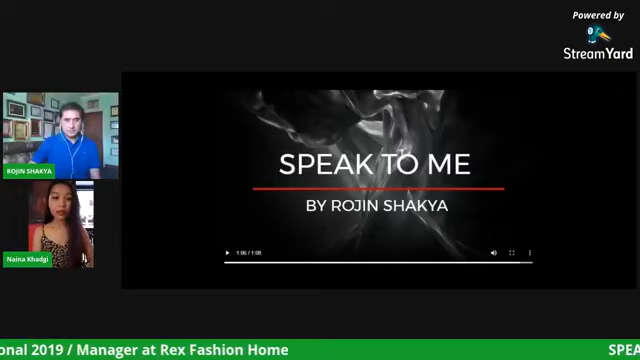 Powered by
StreamYard
ROJIN SHAKYA
Naina Khadgi
SPEAK TO ME
BY ROJIN SHAKYA
1:06 / 1:06
onal 2019 / Manager at Rex Fashion Home
SPEA